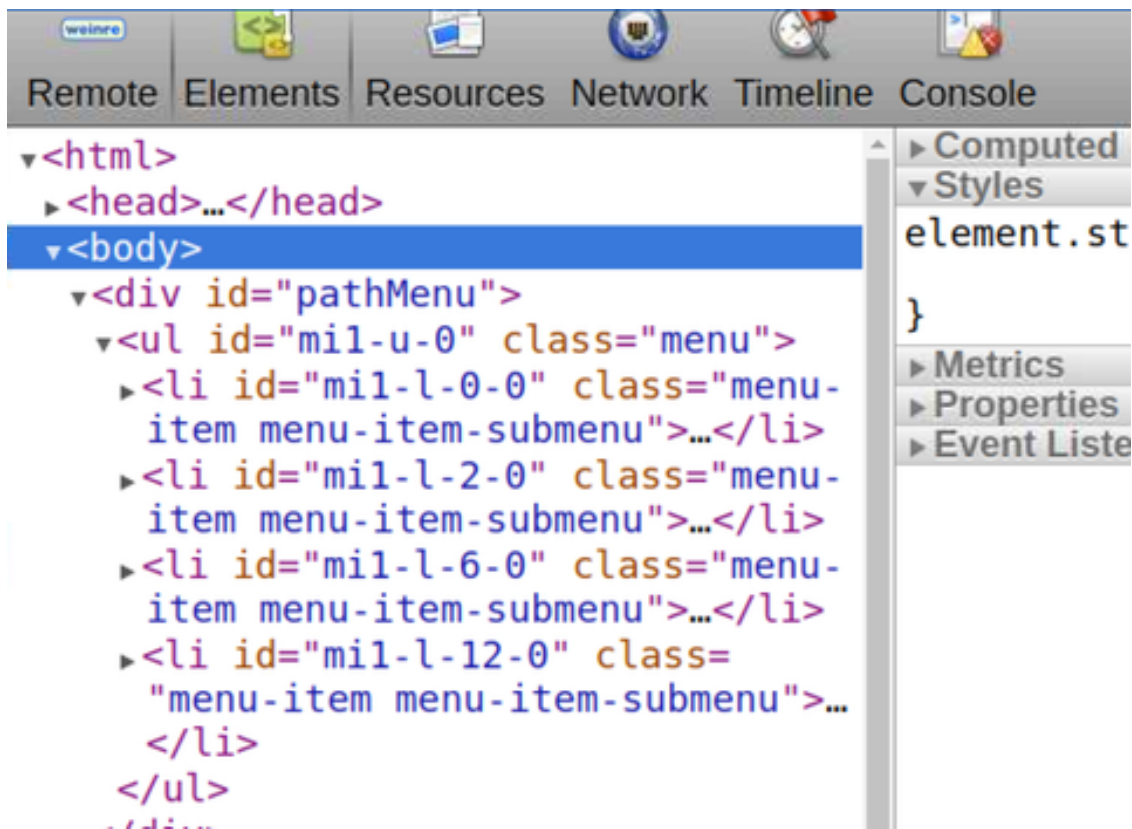 weinre
Remote Elements Resources Network Timeline Console
<html>
<head>…</head>
<body>
<div id="pathMenu">
<ul id="mi1-u-0" class="menu">
<li id="mi1-l-0-0" class="menu-
item menu-item-submenu">…</li>
<li id="mi1-l-2-0" class="menu-
item menu-item-submenu">…</li>
<li id="mi1-l-6-0" class="menu-
item menu-item-submenu">…</li>
<li id="mi1-l-12-0" class=
"menu-item menu-item-submenu">…
</li>
</ul>
</div>
Computed
Styles
element.st
}
Metrics
Properties
Event Liste